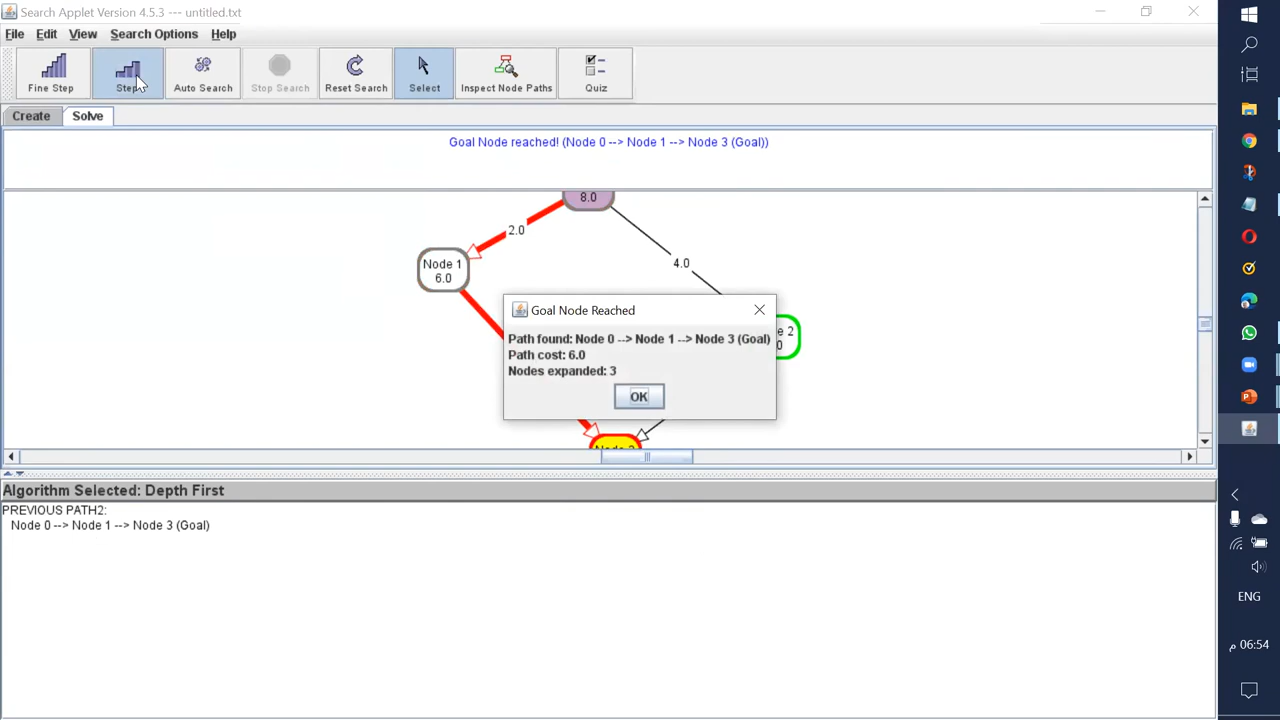 Search Applet Version 4.5.3 --- untitled.txt
File Edit View Search Options Help
Fine Step Step Auto Search Stop Search Reset Search Select Inspect Node Paths Quiz
Create Solve
Goal Node reached! (Node 0 --> Node 1 --> Node 3 (Goal))
8.0
2.0
Node 1
6.0
4.0
Goal Node Reached
Path found: Node 0 --> Node 1 --> Node 3 (Goal)
Path cost: 6.0
Nodes expanded: 3
OK
e 2
0
Algorithm Selected: Depth First
PREVIOUS PATH2:
Node 0 --> Node 1 --> Node 3 (Goal)
ENG
06:54 م